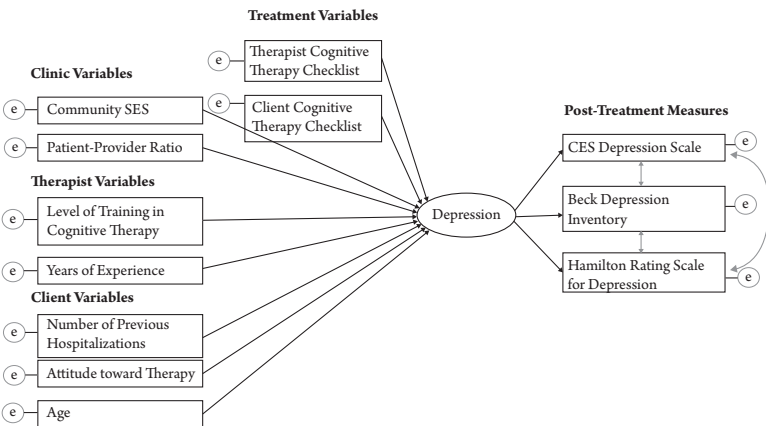 Treatment Variables
e
Therapist Cognitive
Therapy Checklist
e
Client Cognitive
Therapy Checklist
Clinic Variables
e
Community SES
e
Patient-Provider Ratio
Therapist Variables
e
Level of Training in
Cognitive Therapy
e
Years of Experience
Client Variables
e
Number of Previous
Hospitalizations
e
Attitude toward Therapy
e
Age
Depression
Post-Treatment Measures
CES Depression Scale
e
Beck Depression
Inventory
e
Hamilton Rating Scale
for Depression
e